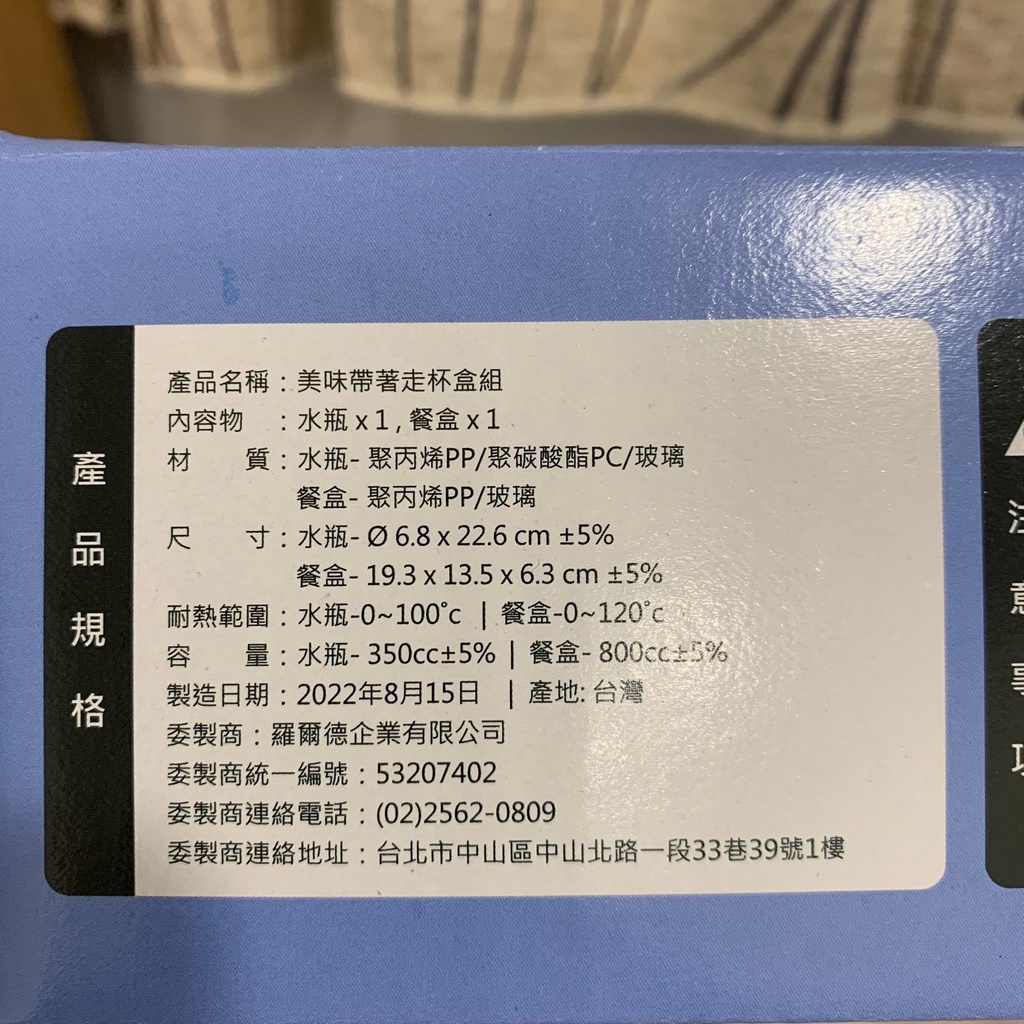 產品規格
產品名稱：美味帶著走杯盒組
內容物　：水瓶 x 1 , 餐盒 x 1
材　　質：水瓶- 聚丙烯PP/聚碳酸酯PC/玻璃
餐盒- 聚丙烯PP/玻璃
尺　　寸：水瓶- Ø 6.8 x 22.6 cm ±5%
餐盒- 19.3 x 13.5 x 6.3 cm ±5%
耐熱範圍：水瓶-0~100°c | 餐盒-0~120°c
容　　量：水瓶- 350cc±5% | 餐盒- 800cc±5%
製造日期：2022年8月15日 | 產地: 台灣
委製商：羅爾德企業有限公司
委製商統一編號：53207402
委製商連絡電話：(02)2562-0809
委製商連絡地址：台北市中山區中山北路一段33巷39號1樓
注意事項